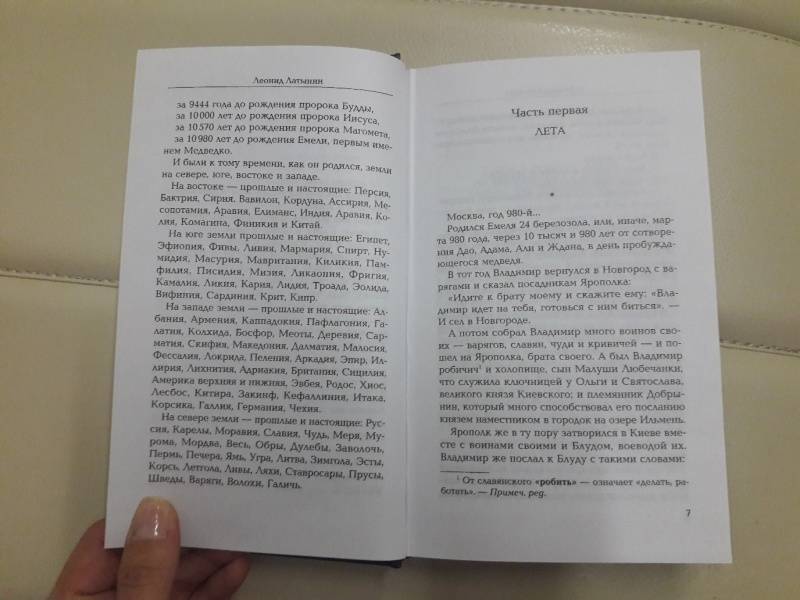 Леонид Латынин
за 9444 года до рождения пророка Будды,
за 10 000 лет до рождения пророка Иисуса,
за 10 570 лет до рождения пророка Магомета,
за 10 980 лет до рождения Емели, первым име-
нем Медведко.
И были к тому времени, как он родился, земли
на севере, юге, востоке и западе.
На востоке — прошлые и настоящие: Персия,
Бактрия, Сирия, Вавилон, Кордуна, Ассирия, Ме-
сопотамия, Аравия, Елиманс, Индия, Аравия, Ко-
лия, Комагина, Финикия и Китай.
На юге земли прошлые и настоящие: Египет,
Эфиопия, Фивы, Ливия, Мармария, Спирт, Ну-
мидия, Масурия, Мавритания, Киликия, Пам-
филия, Писидия, Мизия, Ликаония, Фригия,
Камалия, Ликия, Кария, Лидия, Троада, Эолида,
Вифиния, Сардиния, Крит, Кипр.
На западе земли — прошлые и настоящие: Ал-
бания, Армения, Каппадокия, Пафлагония, Га-
латия, Колхида, Босфор, Меоты, Деревия, Сар-
матия, Скифия, Македония, Далматия, Малосия,
Фессалия, Локрида, Пеления, Аркадия, Эпир, Ил-
лирия, Лихнития, Адриакия, Британия, Сицилия,
Америка верхняя и нижняя, Эвбея, Родос, Хиос,
Лесбос, Китира, Закинф, Кефаллиния, Итака,
Корсика, Галлия, Германия, Чехия.
На севере земли — прошлые и настоящие: Рус-
сия, Карелы, Моравия, Славия, Чудь, Меря, Му-
рома, Мордва, Весь, Обры, Дулебы, Заволочь,
Пермь, Печера, Ямь, Угра, Литва, Зимгола, Эсты,
Корсь, Летгола, Ливы, Ляхи, Ставросары, Прусы,
Шведы, Варяги, Волохи, Галичь.
Часть первая
ЛЕТА
*
Москва, год 980-й...
Родился Емеля 24 березозола, или, иначе, мар-
та 980 года, через 10 тысяч и 980 лет от сотворе-
ния Дао, Адама, Али и Ждана, в день пробужда-
ющегося медведя.
В тот год Владимир вернулся в Новгород с ва-
рягами и сказал посадникам Ярополка:
«Идите к брату моему и скажите ему: «Вла-
димир идет на тебя, готовься с ним биться». —
И сел в Новгороде.
А потом собрал Владимир много воинов сво-
их — варягов, славян, чуди и кривичей — и по-
шел на Ярополка, брата своего. А был Владимир
робичич¹ и холопище, сын Малуши Любечанки,
что служила ключницей у Ольги и Святослава,
великого князя Киевского; и племянник Добры-
нин, который много способствовал его посланию
князем наместником в городок на озере Ильмень.
Ярополк же в ту пору затворился в Киеве вме-
сте с воинами своими и Блудом, воеводой их.
Владимир же послал к Блуду с такими словами:
¹ От славянского «робить» — означает «делать, ра-
ботать». — Примеч. ред.
7